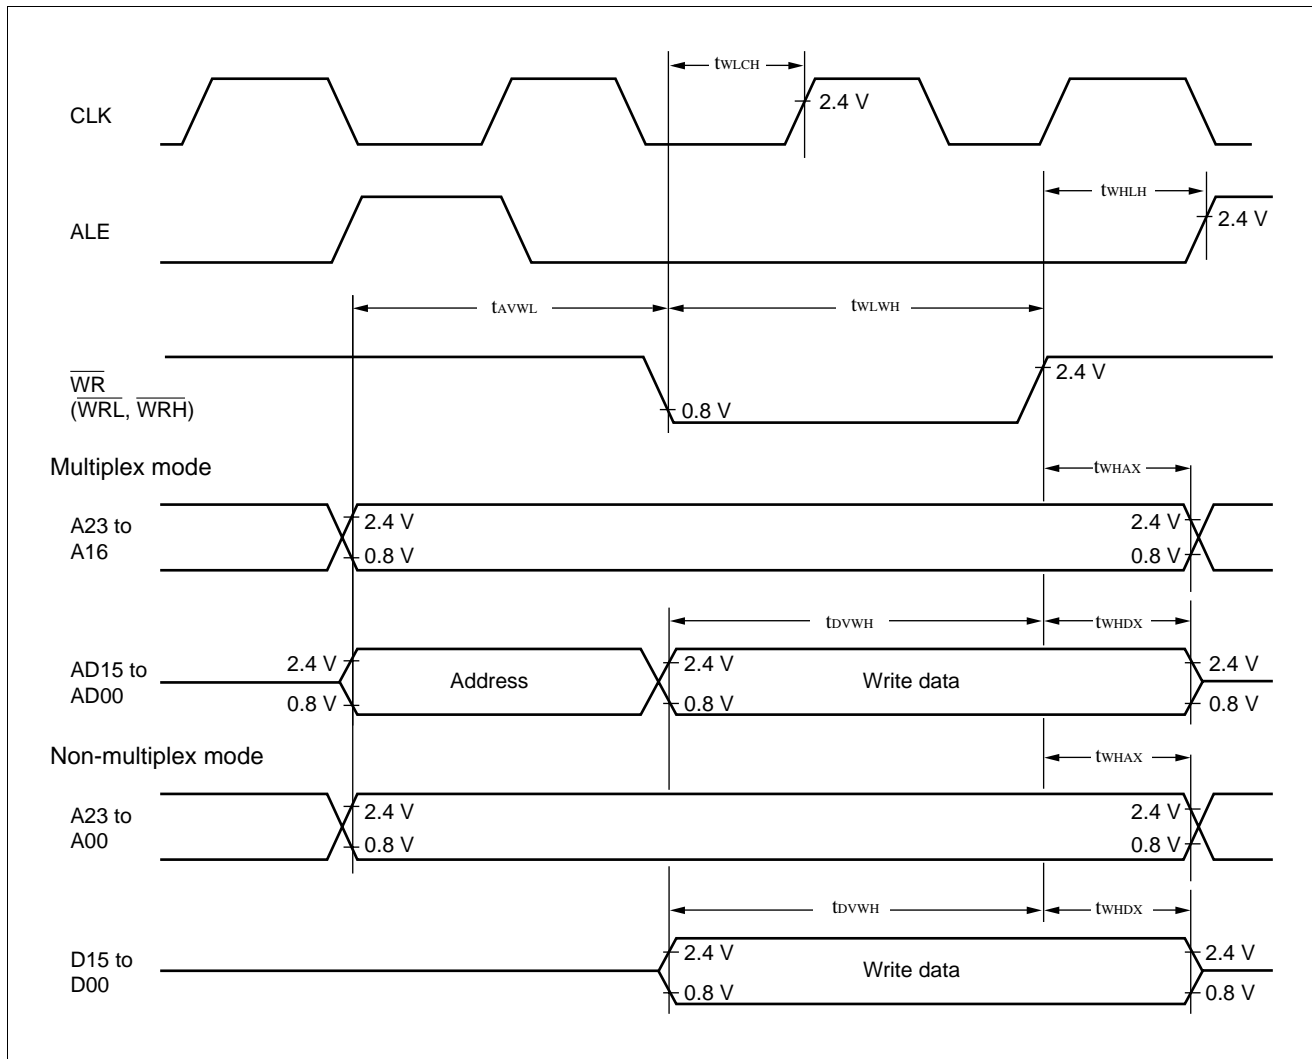 tWLCH
CLK
2.4 V
tWHLH
ALE
2.4 V
tAVWL
tWLWH
WR
(WRL, WRH)
2.4 V
0.8 V
Multiplex mode
tWHAX
A23 to
A16
2.4 V
0.8 V
2.4 V
0.8 V
tDVWH
tWHDX
AD15 to
AD00
2.4 V
0.8 V
Address
2.4 V
0.8 V
Write data
2.4 V
0.8 V
Non-multiplex mode
tWHAX
A23 to
A00
2.4 V
0.8 V
2.4 V
0.8 V
tDVWH
tWHDX
D15 to
D00
2.4 V
0.8 V
Write data
2.4 V
0.8 V